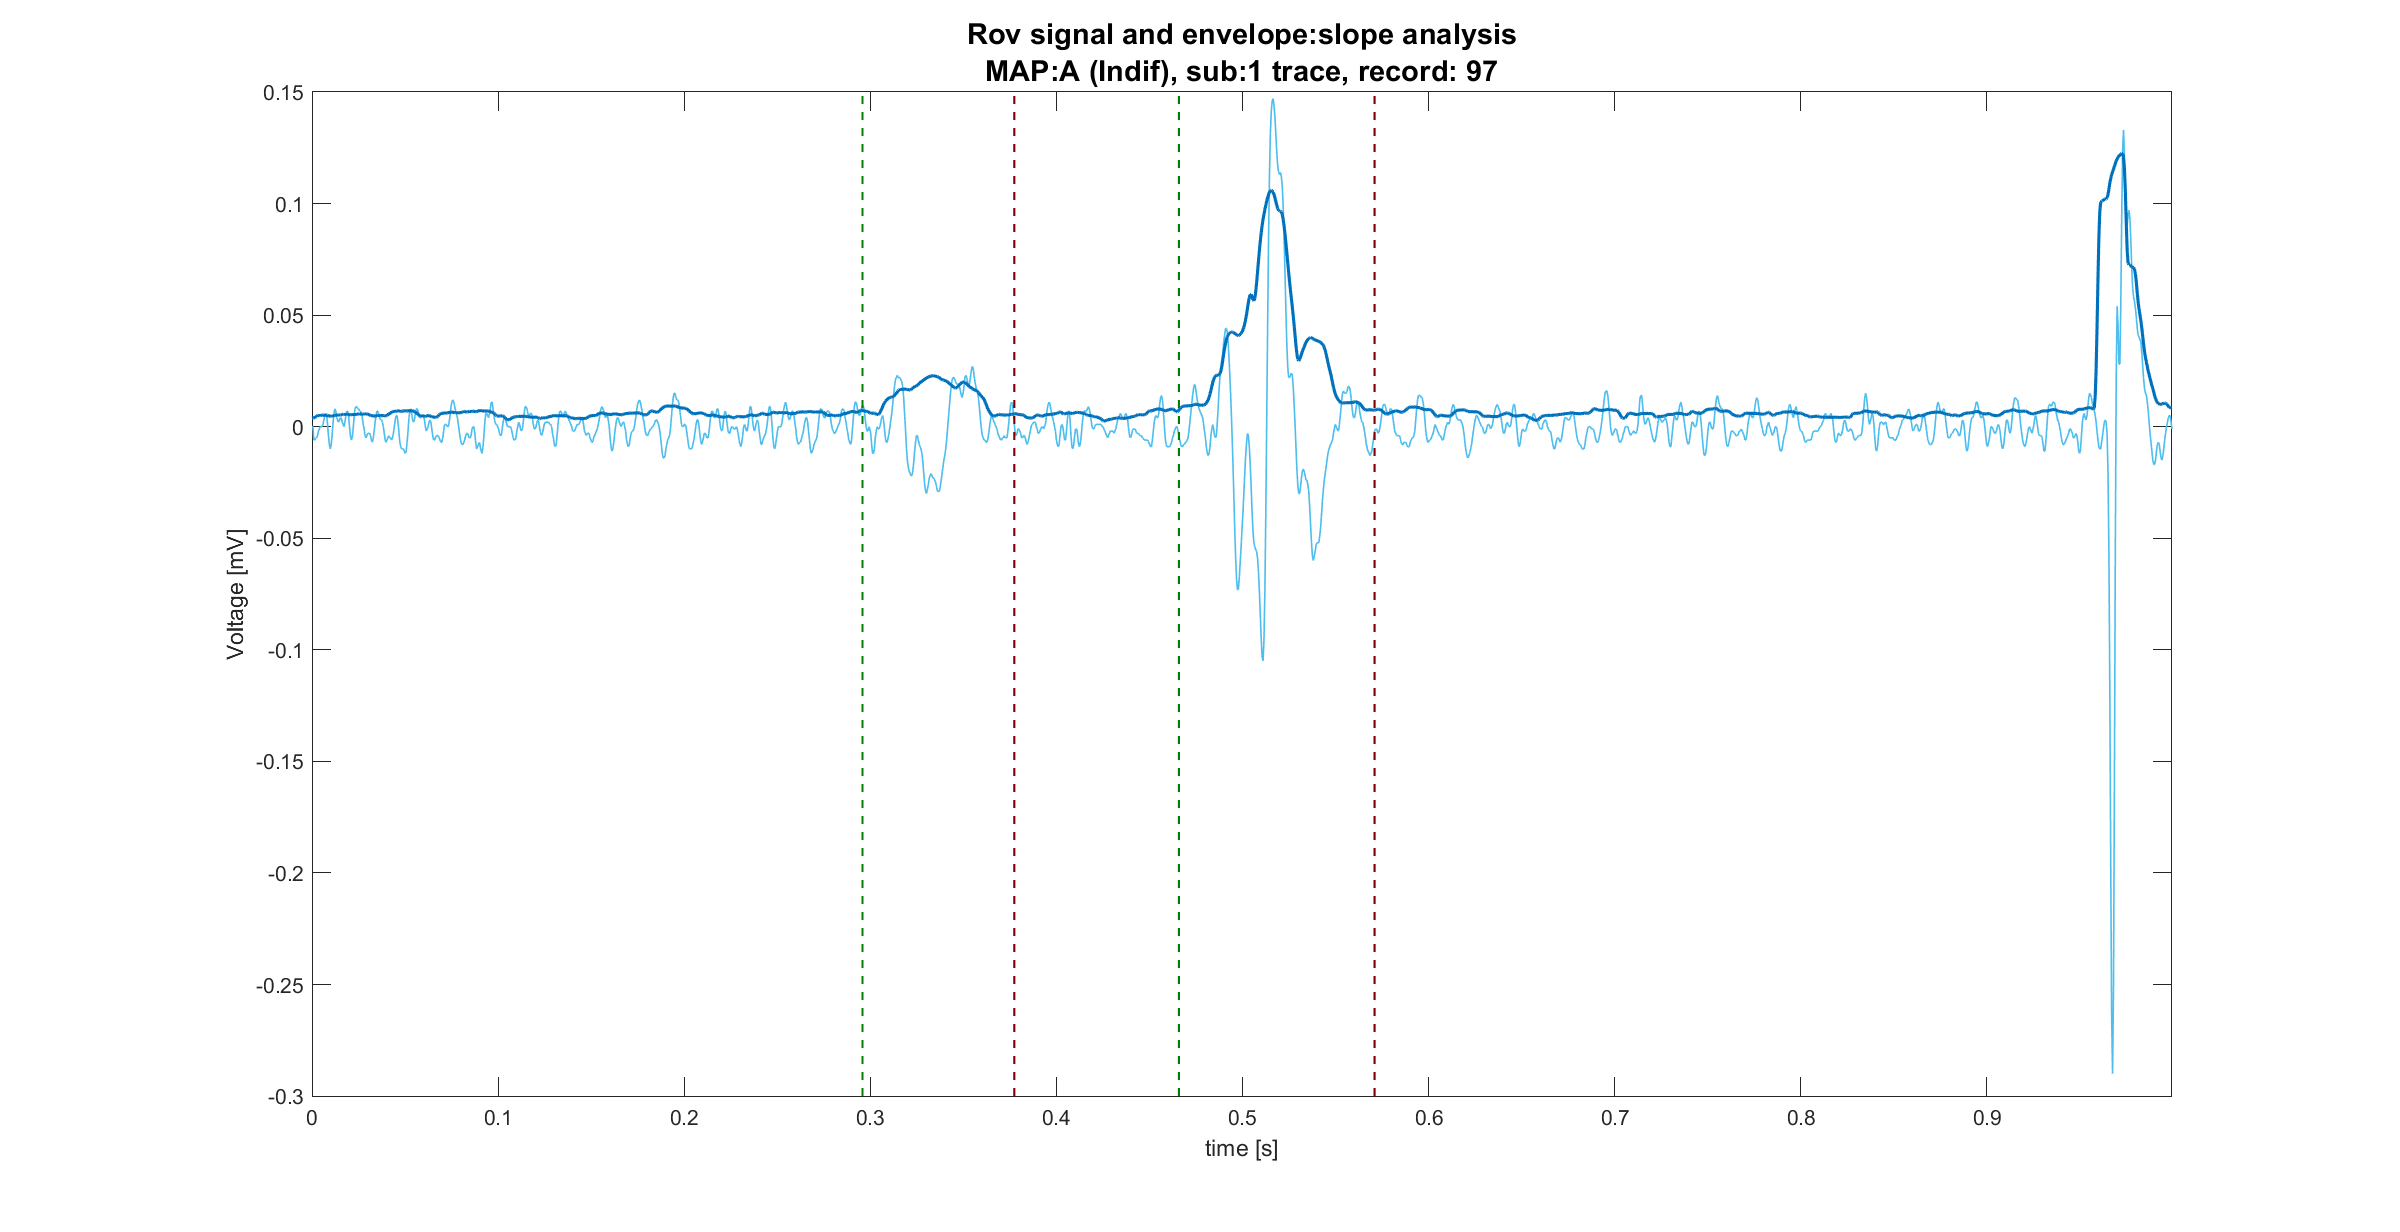 Rov signal and envelope:slope analysis
MAP:A (Indif), sub:1 trace, record: 97
0.15
0.1
0.05
0
-0.05
-0.1
-0.15
-0.2
-0.25
-0.3
Voltage [mV]
0 0.1 0.2 0.3 0.4 0.5 0.6 0.7 0.8 0.9
time [s]